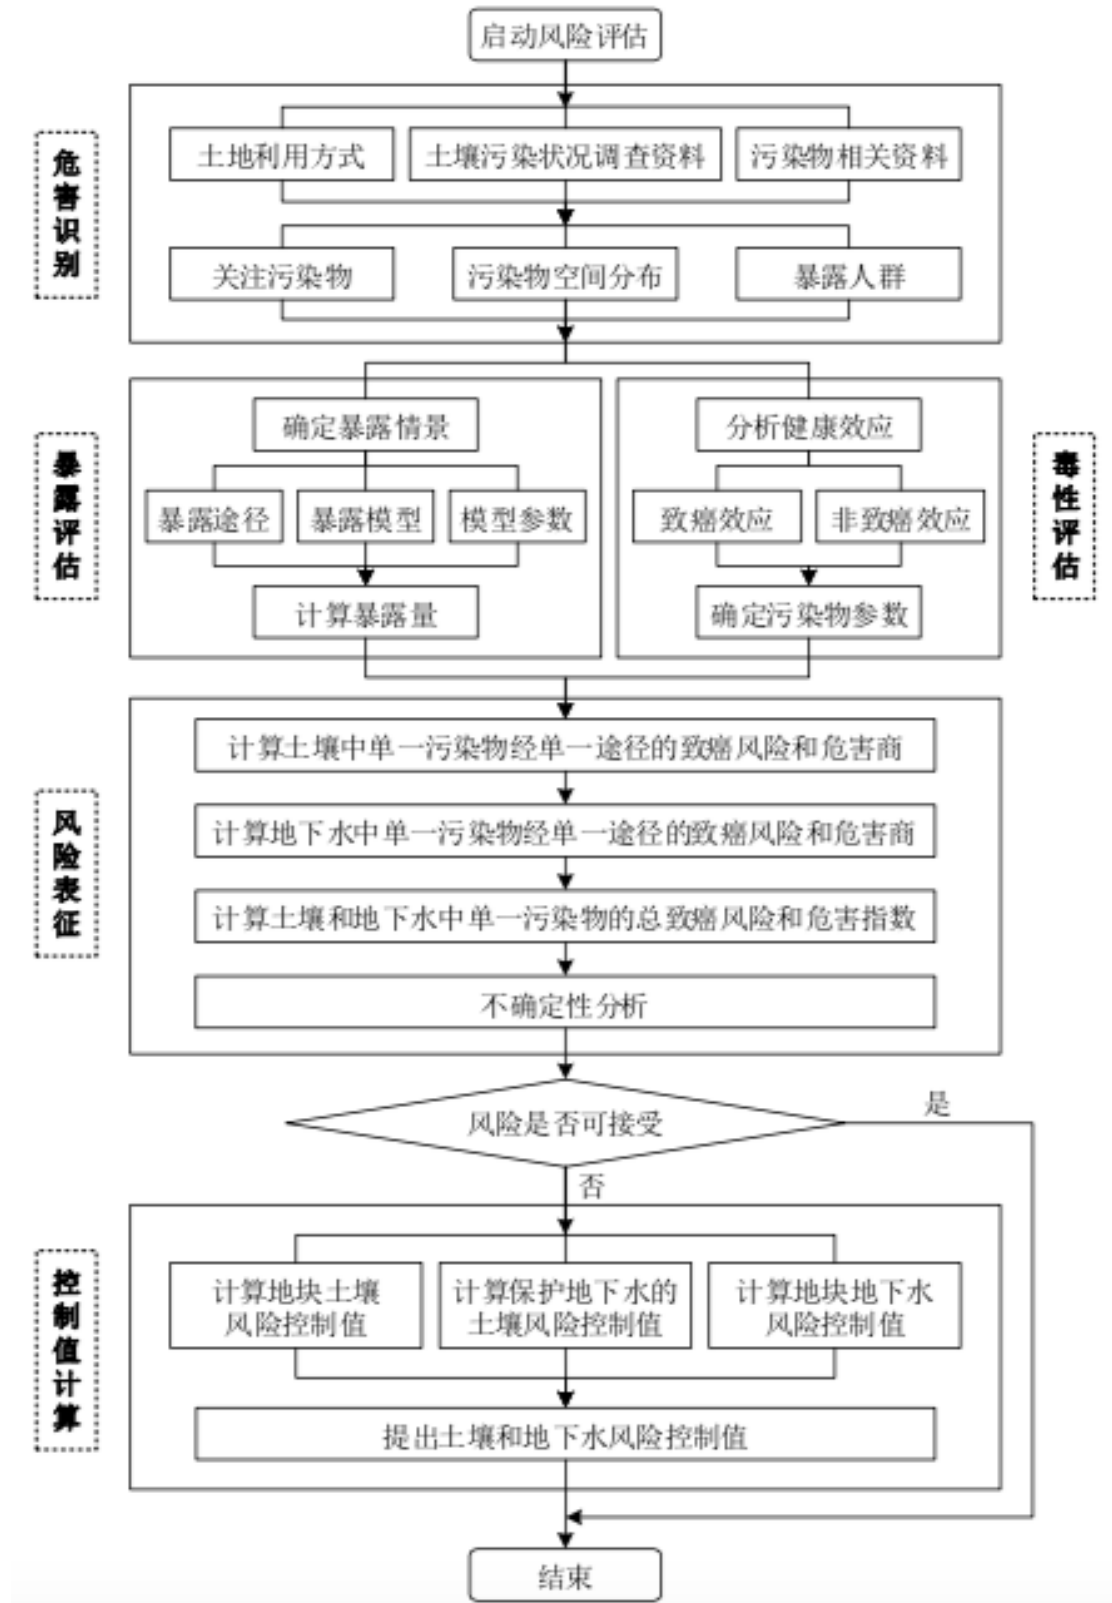 启动风险评估
危害识别
土地利用方式
土壤污染状况调查资料
污染物相关资料
关注污染物
污染物空间分布
暴露人群
暴露评估
确定暴露情景
暴露途径
暴露模型
模型参数
计算暴露量
毒性评估
分析健康效应
致癌效应
非致癌效应
确定污染物参数
风险表征
计算土壤中单一污染物经单一途径的致癌风险和危害商
计算地下水中单一污染物经单一途径的致癌风险和危害商
计算土壤和地下水中单一污染物的总致癌风险和危害指数
不确定性分析
风险是否可接受
是
否
控制值计算
计算地块土壤
风险控制值
计算保护地下水的
土壤风险控制值
计算地块地下水
风险控制值
提出土壤和地下水风险控制值
结束